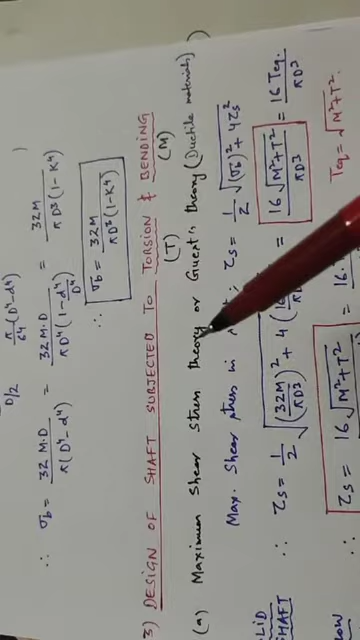 π/64 (D⁴-d⁴)
D/2
∴ σb = 32 M·D / π(D⁴-d⁴) = 32 M·D / πD⁴(1-d⁴/D⁴) = 32M / πD³(1-K⁴)
∴ σb = 32M / πD³(1-K⁴)
3) DESIGN OF SHAFT SUBJECTED TO TORSION & BENDING
(T) (M)
(a) Maximum Shear Stress theory or Guest's theory (Ductile materials)
Max. Shear stress in τs = 1/2 √(σb)² + 4τs²
SHAFT ∴ τs = 1/2 √(32M/πD³)² + 4( = 16√M²+T² / πD³ = 16 Teq. / πD³
∴ τs = 16 √M²+T² Teq = √M²+T².